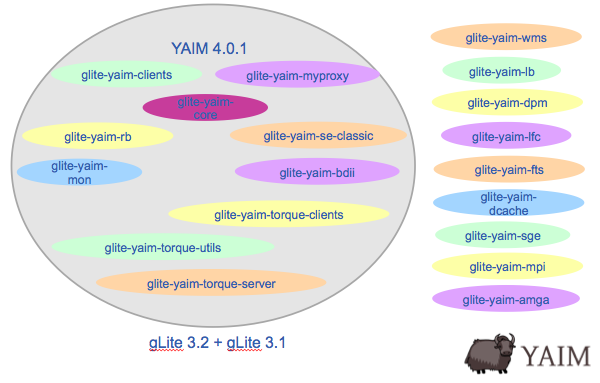 YAIM 4.0.1
glite-yaim-clients
glite-yaim-myproxy
glite-yaim-
core
glite-yaim-rb
glite-yaim-se-classic
glite-yaim-
mon
glite-yaim-bdii
glite-yaim-torque-clients
glite-yaim-torque-utils
glite-yaim-torque-server
gLite 3.2 + gLite 3.1
glite-yaim-wms
glite-yaim-lb
glite-yaim-dpm
glite-yaim-lfc
glite-yaim-fts
glite-yaim-
dcache
glite-yaim-sge
glite-yaim-mpi
glite-yaim-amga
YAIM